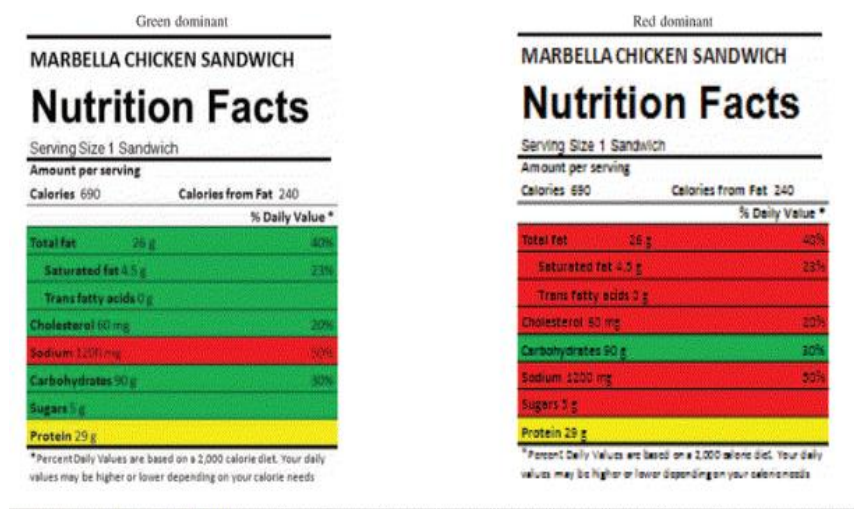 Green dominant
MARBELLA CHICKEN SANDWICH
Nutrition Facts
Serving Size 1 Sandwich
Amount per serving
Calories 690 Calories from Fat 240
% Daily Value *
Total fat 26 g 40%
Saturated fat 4.5 g 23%
Trans fatty acids 0 g
Cholesterol 60 mg 20%
Sodium 1200 mg 50%
Carbohydrates 90 g 30%
Sugars 5 g
Protein 29 g
*Percent Daily Values are based on a 2,000 calorie diet. Your daily
values may be higher or lower depending on your calorie needs
Red dominant
MARBELLA CHICKEN SANDWICH
Nutrition Facts
Serving Size 1 Sandwich
Amount per serving
Calories 690 Calories from Fat 240
% Daily Value *
Total fat 26 g 40%
Saturated fat 4.5 g 23%
Trans fatty acids 0 g
Cholesterol 60 mg 20%
Carbohydrates 90 g 30%
Sodium 1200 mg 50%
Sugars 5 g
Protein 29 g
*Percent Daily Values are based on a 2,000 calorie diet. Your daily
values may be higher or lower depending on your calorie needs